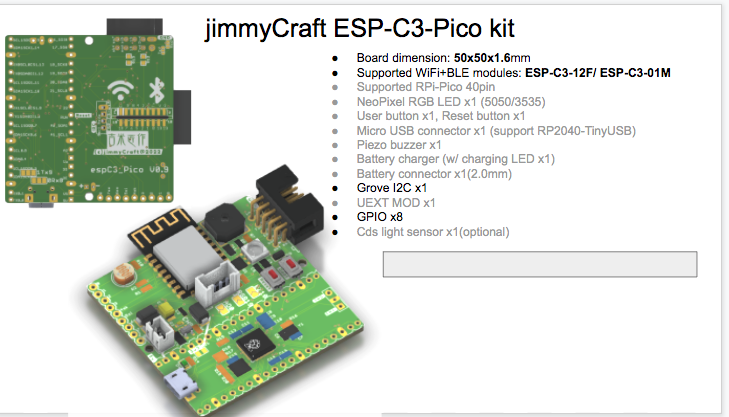 jimmyCraft ESP-C3-Pico kit
Board dimension: 50x50x1.6mm
Supported WiFi+BLE modules: ESP-C3-12F/ ESP-C3-01M
Supported RPi-Pico 40pin
NeoPixel RGB LED x1 (5050/3535)
User button x1, Reset button x1
Micro USB connector x1 (support RP2040-TinyUSB)
Piezo buzzer x1
Battery charger (w/ charging LED x1)
Battery connector x1(2.0mm)
Grove I2C x1
UEXT MOD x1
GPIO x8
Cds light sensor x1(optional)
espC3_Pico V0.3